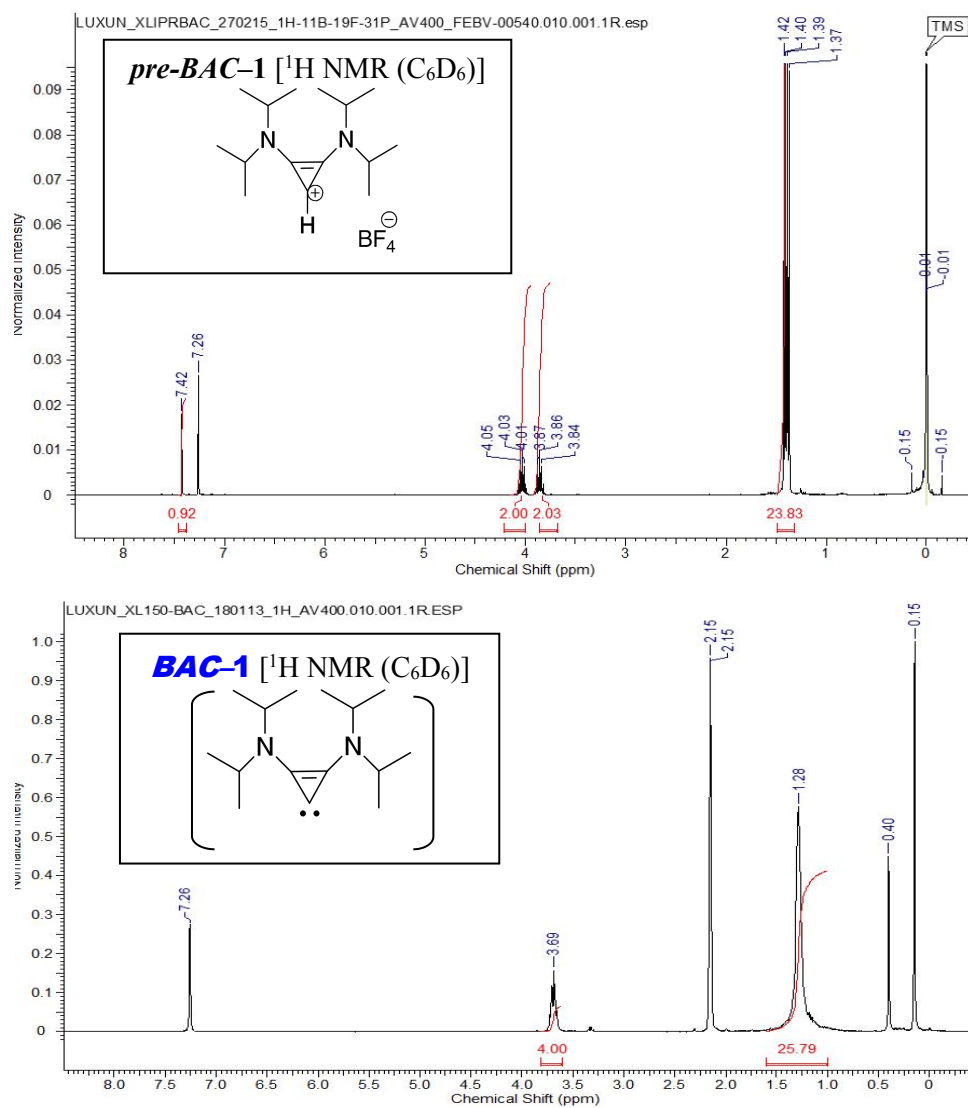 LUXUN_XLIPRBAC_270215_1H-11B-19F-31P_AV400_FEBV-00540.010.001.1R.esp
TMS
1.42 1.40 1.39 1.37
pre-BAC–1 [¹H NMR (C₆D₆)]
N N
+
H
BF₄⁻
Normalized Intensity
0.09
0.08
0.07
0.06
0.05
0.04
0.03
0.02
0.01
0
7.42 7.26
4.05 4.03 4.01 3.87 3.86 3.84
0.15 0.01 -0.01 -0.15
0.92 2.00 2.03 23.83
8 7 6 5 4 3 2 1 0
Chemical Shift (ppm)
LUXUN_XL150-BAC_180113_1H_AV400.010.001.1R.ESP
BAC–1 [¹H NMR (C₆D₆)]
N N
Normalized Intensity
1.0
0.9
0.8
0.7
0.6
0.5
0.4
0.3
0.2
0.1
0
7.26 3.69 2.15 2.15 1.28 0.40 0.15
4.00 25.79
8.0 7.5 7.0 6.5 6.0 5.5 5.0 4.5 4.0 3.5 3.0 2.5 2.0 1.5 1.0 0.5 0
Chemical Shift (ppm)